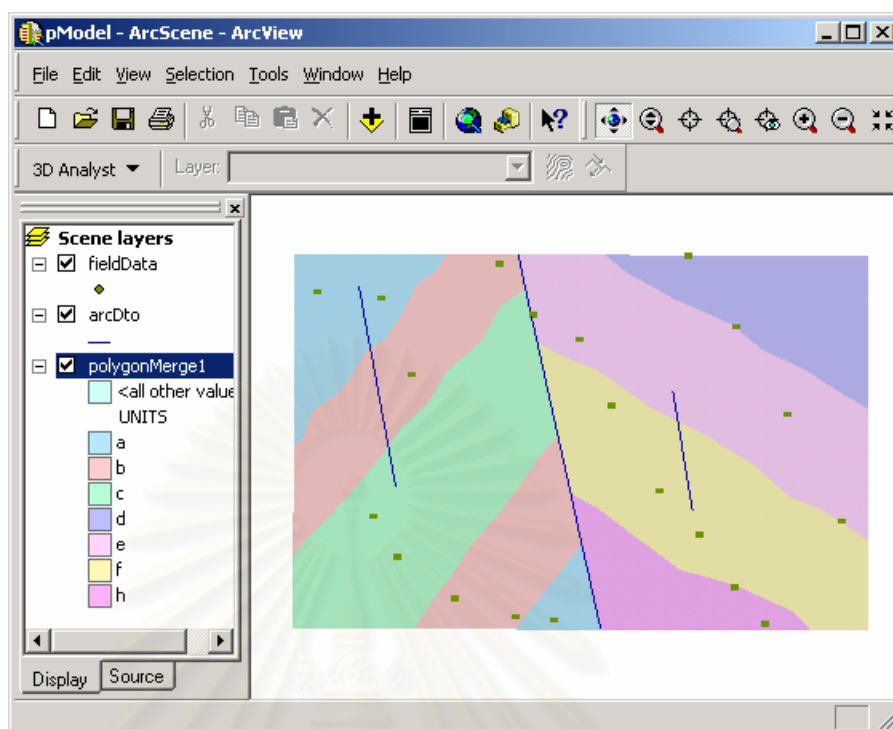 pModel - ArcScene - ArcView
File Edit View Selection Tools Window Help
3D Analyst Layer:
Scene layers
fieldData
arcDto
polygonMerge1
<all other value
UNITS
a
b
c
d
e
f
h
Display Source